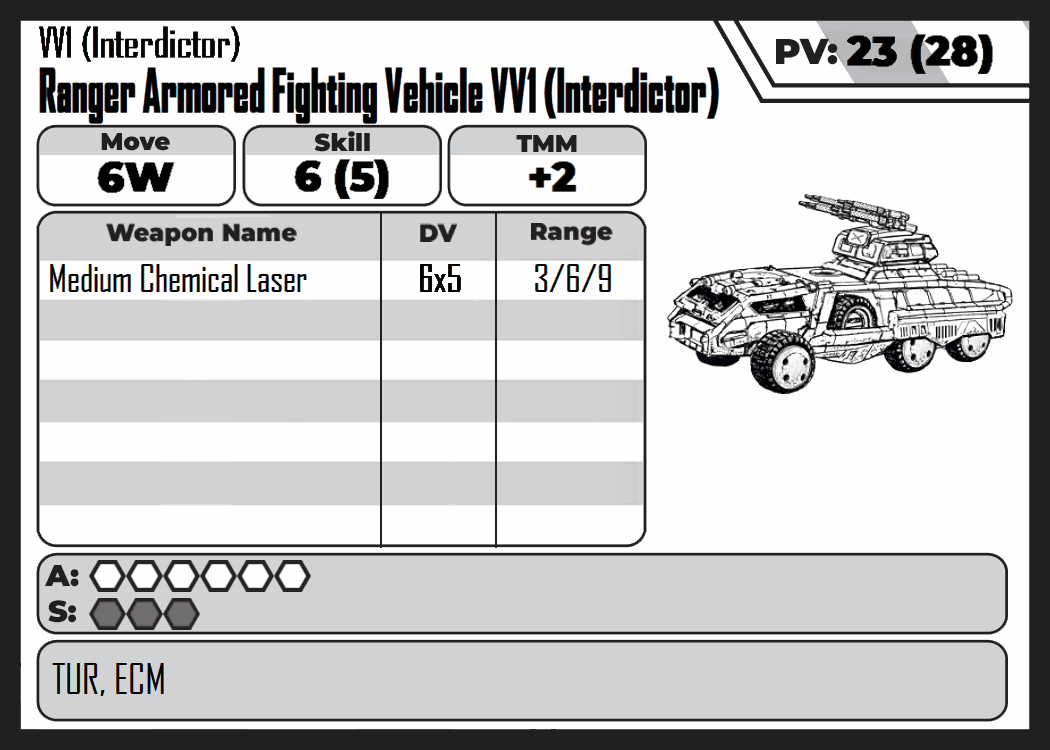 VV1 (Interdictor)
PV: 23 (28)
Ranger Armored Fighting Vehicle VV1 (Interdictor)
Move Skill TMM
6W 6 (5) +2
Weapon Name DV Range
Medium Chemical Laser 6x5 3/6/9
A:
S:
TUR, ECM